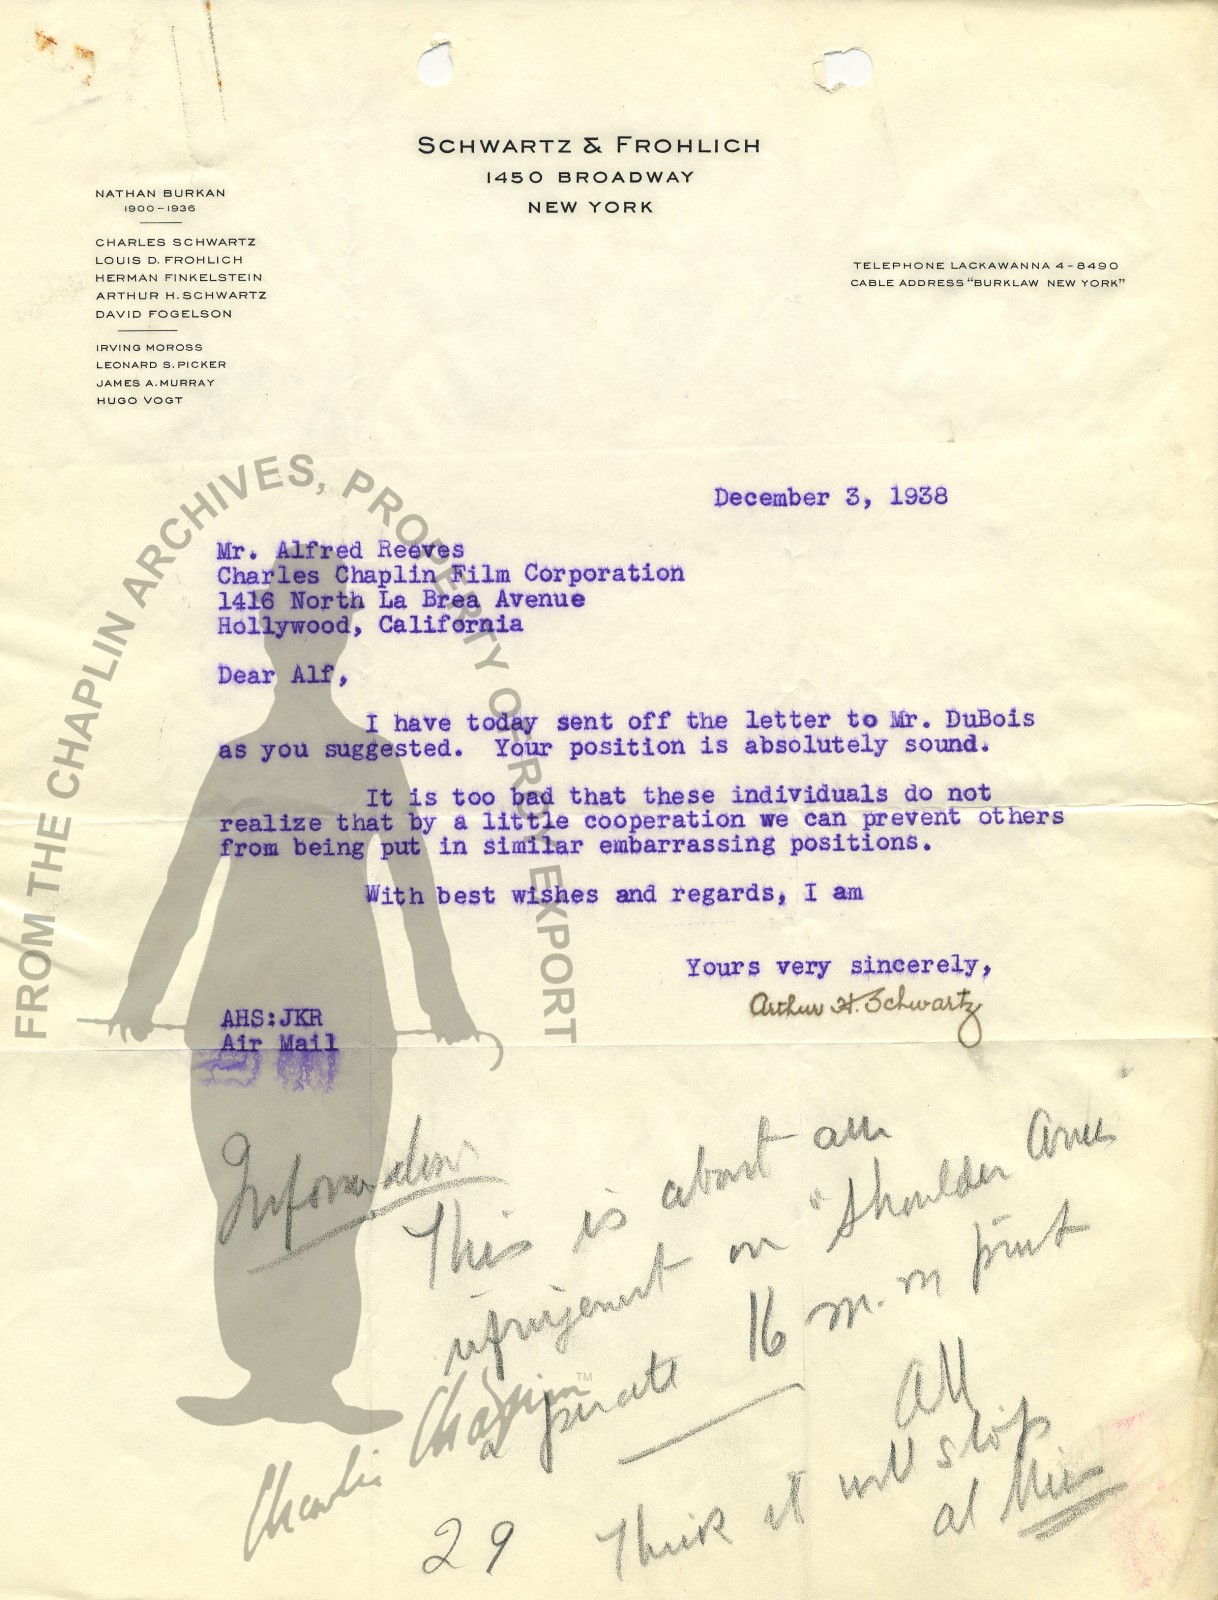 SCHWARTZ & FROHLICH
1450 BROADWAY
NEW YORK
NATHAN BURKAN
1900-1936
CHARLES SCHWARTZ
LOUIS D. FROHLICH
HERMAN FINKELSTEIN
ARTHUR H. SCHWARTZ
DAVID FOGELSON
IRVING MOROSS
LEONARD S. PICKER
JAMES A. MURRAY
HUGO VOGT
TELEPHONE LACKAWANNA 4-8490
CABLE ADDRESS "BURKLAW NEW YORK"
FROM THE CHAPLIN ARCHIVES, PROPERTY OF ROY EXPORT
December 3, 1938
Mr. Alfred Reeves
Charles Chaplin Film Corporation
1416 North La Brea Avenue
Hollywood, California
Dear Alf,
I have today sent off the letter to Mr. DuBois
as you suggested. Your position is absolutely sound.
It is too bad that these individuals do not
realize that by a little cooperation we can prevent others
from being put in similar embarrassing positions.
With best wishes and regards, I am
Yours very sincerely,
Arthur H. Schwartz
AHS:JKR
Air Mail
Information
This is about an
infringement on "Shoulder Arms
a pirate 16 m.m print
All
Think it will stop
at
Charlie Chaplin ™
29